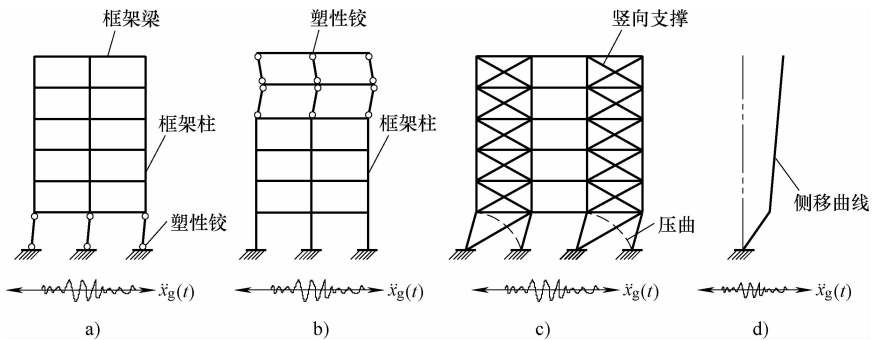 框架梁
框架柱
塑性铰
ẍg(t)
a)
塑性铰
框架柱
ẍg(t)
b)
竖向支撑
压曲
ẍg(t)
c)
侧移曲线
ẍg(t)
d)